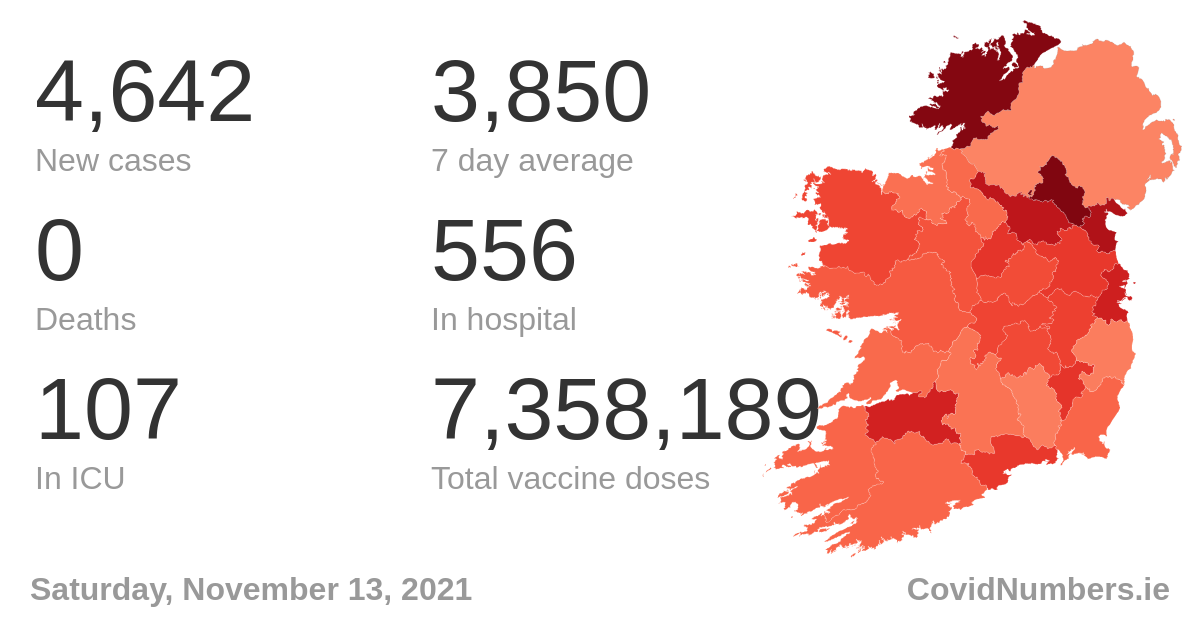 4,642
3,850
New cases
7 day average
0
556
Deaths
In hospital
107
7,358,189
In ICU
Total vaccine doses
Saturday, November 13, 2021
CovidNumbers.ie